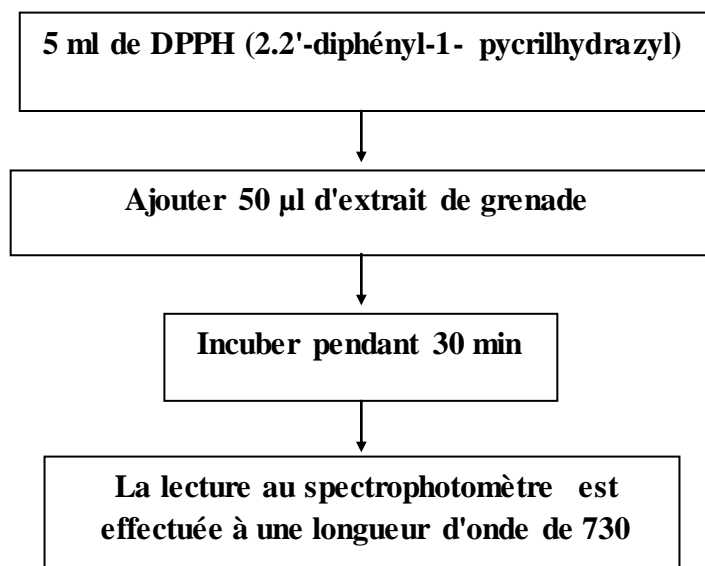 5 ml de DPPH (2.2'-diphényl-1- pycrilhydrazyl)
Ajouter 50 µl d'extrait de grenade
Incuber pendant 30 min
La lecture au spectrophotomètre est
effectuée à une longueur d'onde de 730